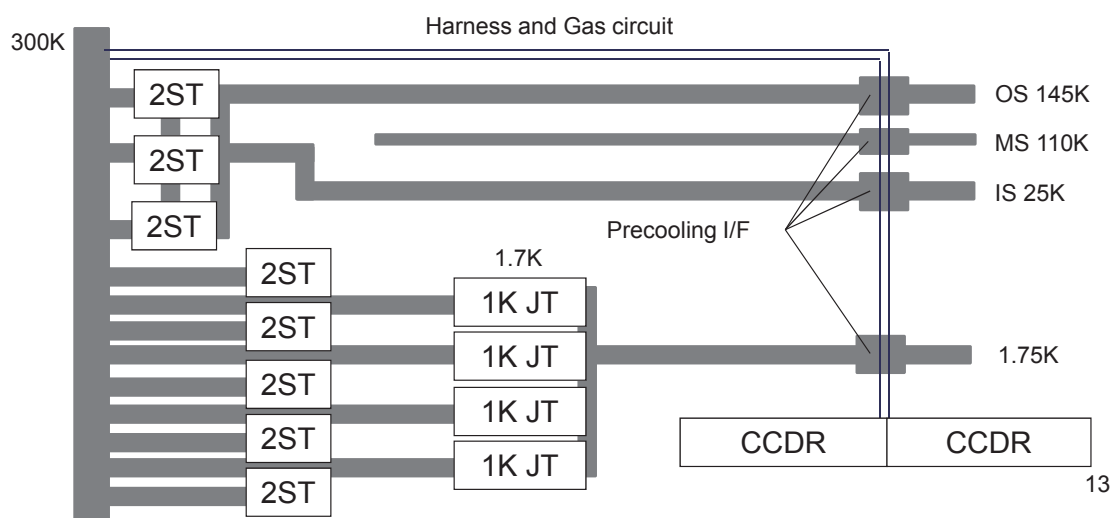 Harness and Gas circuit
300K
2ST
OS 145K
2ST
MS 110K
IS 25K
2ST
Precooling I/F
2ST
1.7K
1K JT
2ST
1K JT
1.75K
2ST
1K JT
2ST
CCDR
CCDR
1K JT
2ST
13